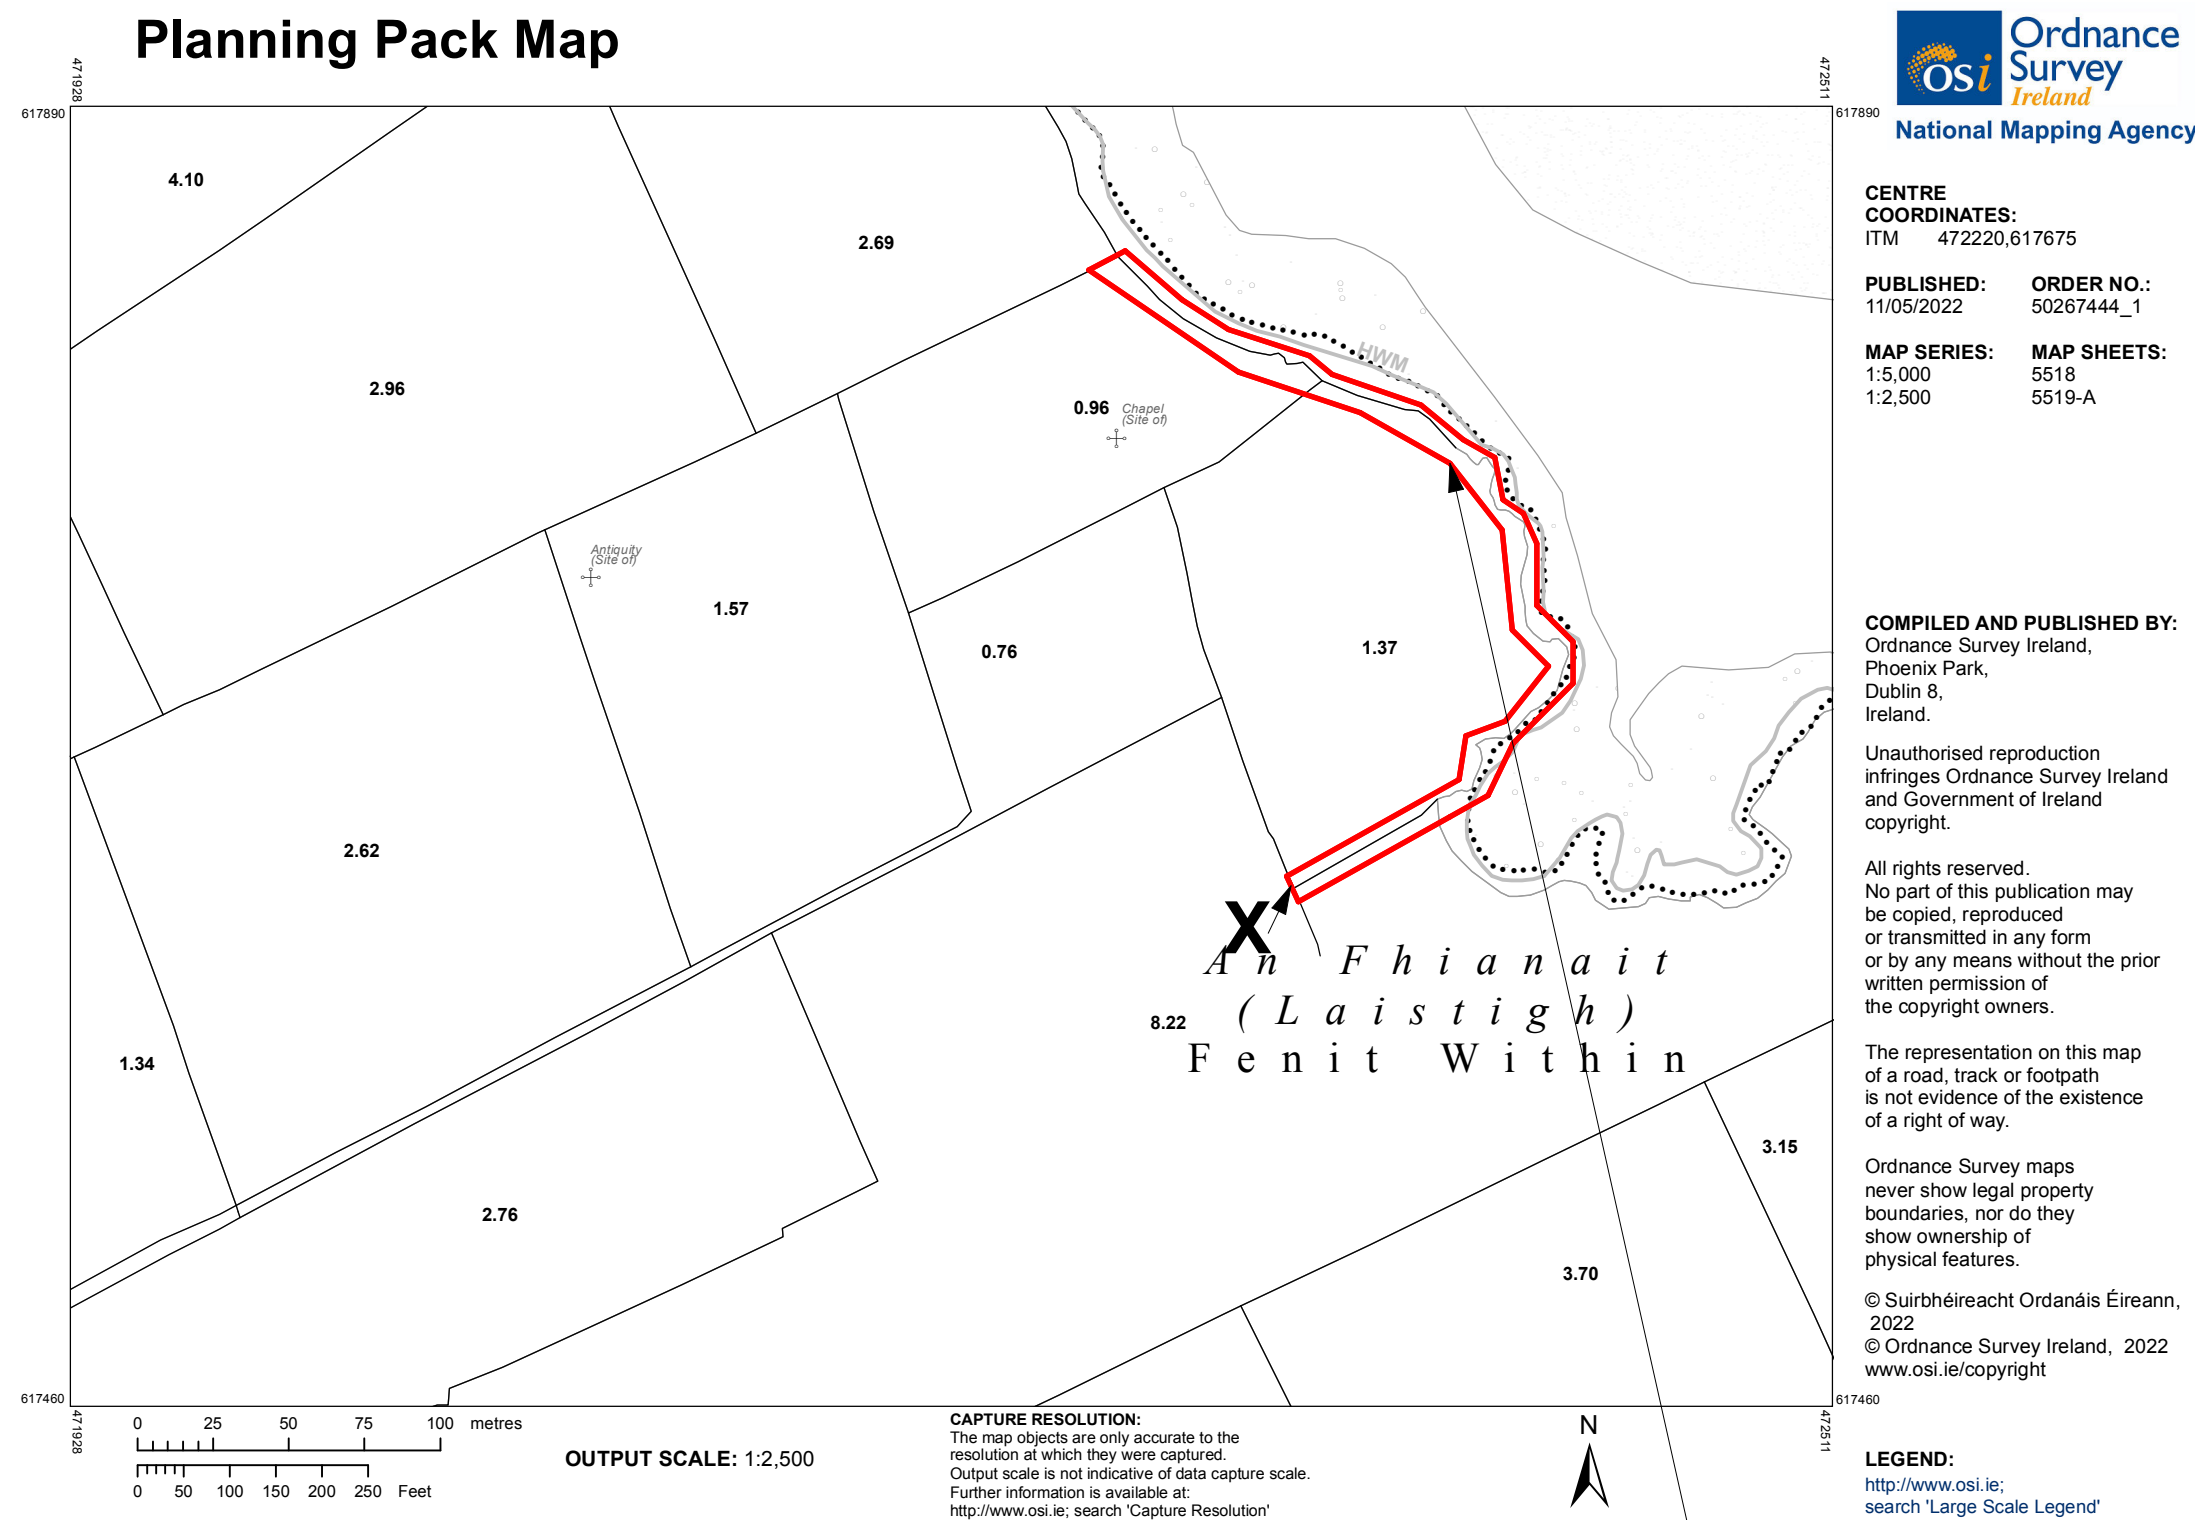 Planning Pack Map
Ordnance
Survey
Ireland
osi
National Mapping Agency
471928
472511
617890
617890
4.10
2.69
2.96
HWM
0.96
Chapel
(Site of)
Antiquity
(Site of)
1.57
0.76
1.37
2.62
X
An Fhianait
(Laistigh)
Fenit Within
8.22
1.34
2.76
3.15
3.70
617460
617460
471928
472511
CENTRE
COORDINATES:
ITM 472220,617675
PUBLISHED: ORDER NO.:
11/05/2022 50267444_1
MAP SERIES: MAP SHEETS:
1:5,000 5518
1:2,500 5519-A
COMPILED AND PUBLISHED BY:
Ordnance Survey Ireland,
Phoenix Park,
Dublin 8,
Ireland.
Unauthorised reproduction
infringes Ordnance Survey Ireland
and Government of Ireland
copyright.
All rights reserved.
No part of this publication may
be copied, reproduced
or transmitted in any form
or by any means without the prior
written permission of
the copyright owners.
The representation on this map
of a road, track or footpath
is not evidence of the existence
of a right of way.
Ordnance Survey maps
never show legal property
boundaries, nor do they
show ownership of
physical features.
© Suirbhéireacht Ordanáis Éireann,
2022
© Ordnance Survey Ireland, 2022
www.osi.ie/copyright
0 25 50 75 100 metres
0 50 100 150 200 250 Feet
OUTPUT SCALE: 1:2,500
CAPTURE RESOLUTION:
The map objects are only accurate to the
resolution at which they were captured.
Output scale is not indicative of data capture scale.
Further information is available at:
http://www.osi.ie; search 'Capture Resolution'
N
LEGEND:
http://www.osi.ie;
search 'Large Scale Legend'